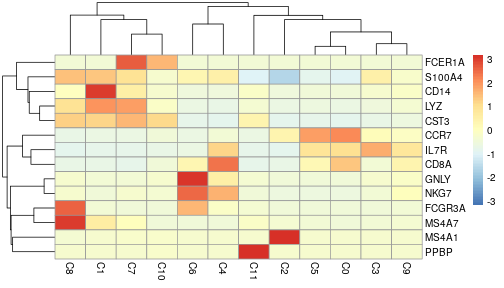 FCER1A
S100A4
CD14
LYZ
CST3
CCR7
IL7R
CD8A
GNLY
NKG7
FCGR3A
MS4A7
MS4A1
PPBP
3
2
1
0
-1
-2
-3
C8 C1 C7 C10 C6 C4 C11 C2 C5 C0 C3 C9